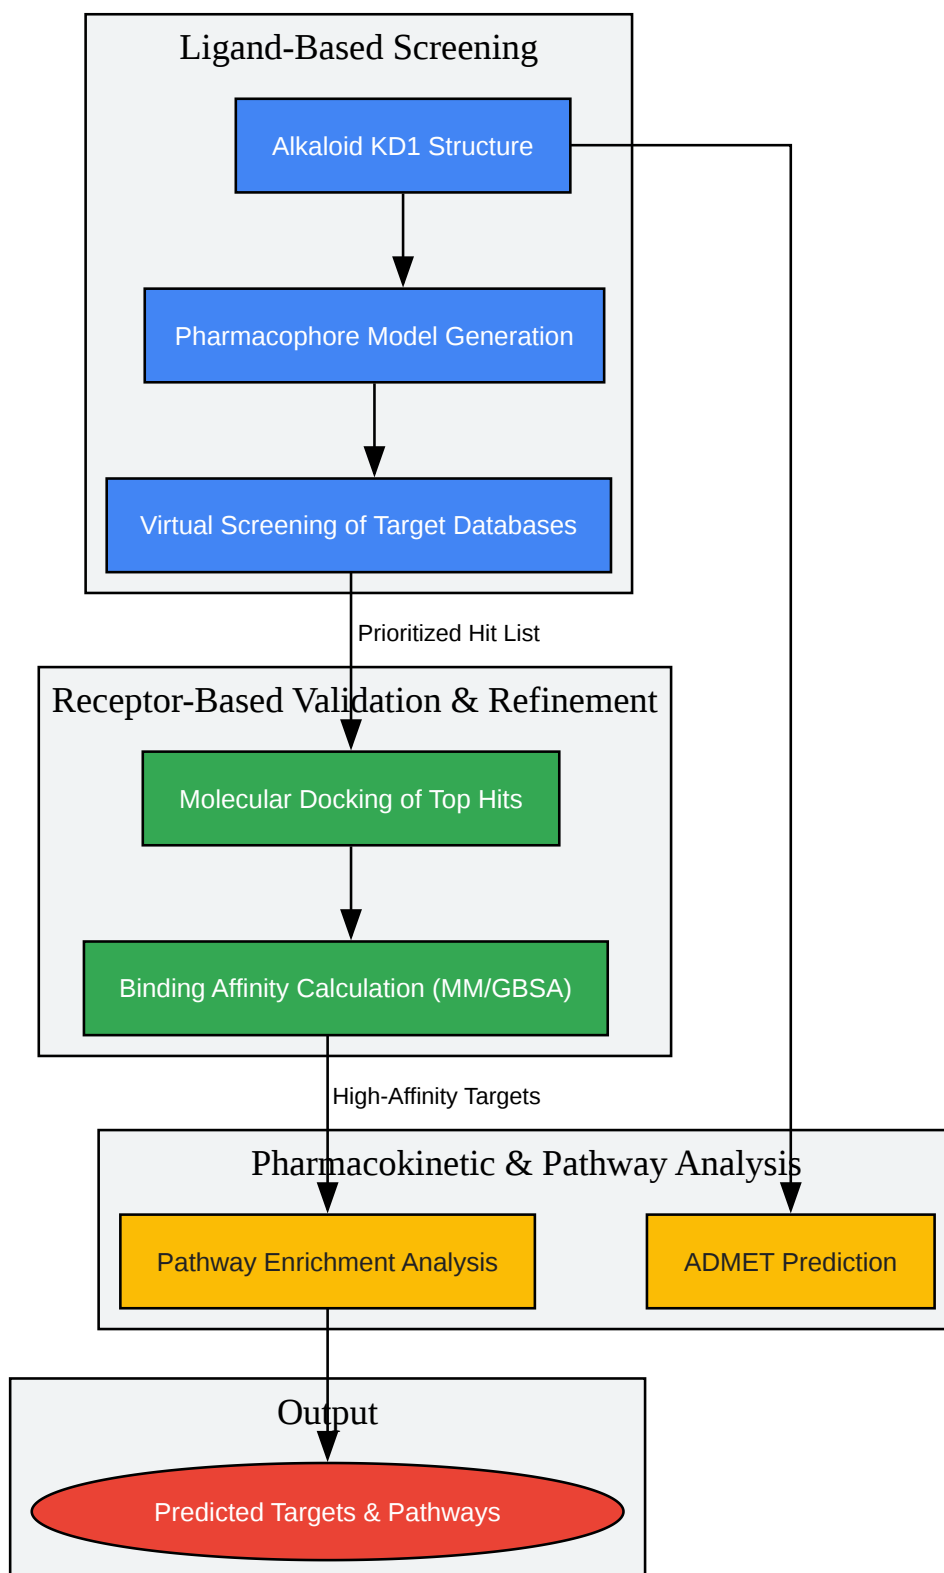 Ligand-Based Screening
Alkaloid KD1 Structure
Pharmacophore Model Generation
Virtual Screening of Target Databases
Prioritized Hit List
Receptor-Based Validation & Refinement
Molecular Docking of Top Hits
Binding Affinity Calculation (MM/GBSA)
High-Affinity Targets
Pharmacokinetic & Pathway Analysis
Pathway Enrichment Analysis
ADMET Prediction
Output
Predicted Targets & Pathways